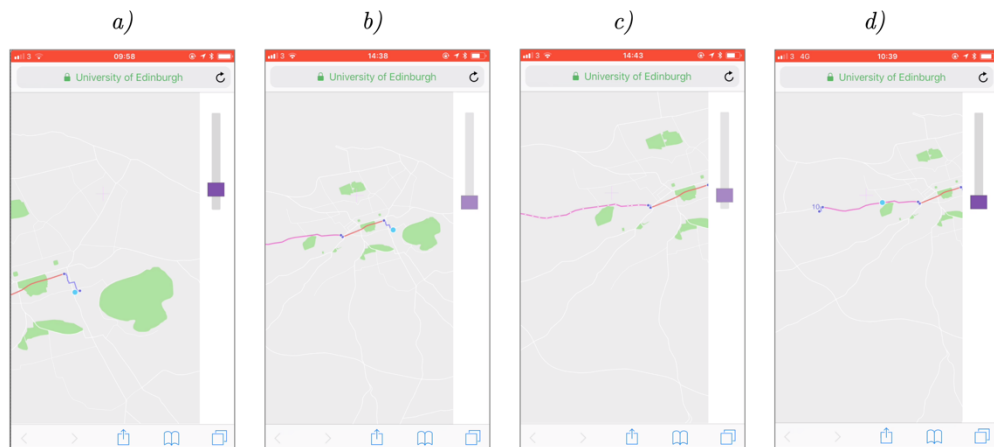 a)
b)
c)
d)
3
09:58
3
14:38
3
14:43
3 4G
10:39
University of Edinburgh
University of Edinburgh
University of Edinburgh
University of Edinburgh
10